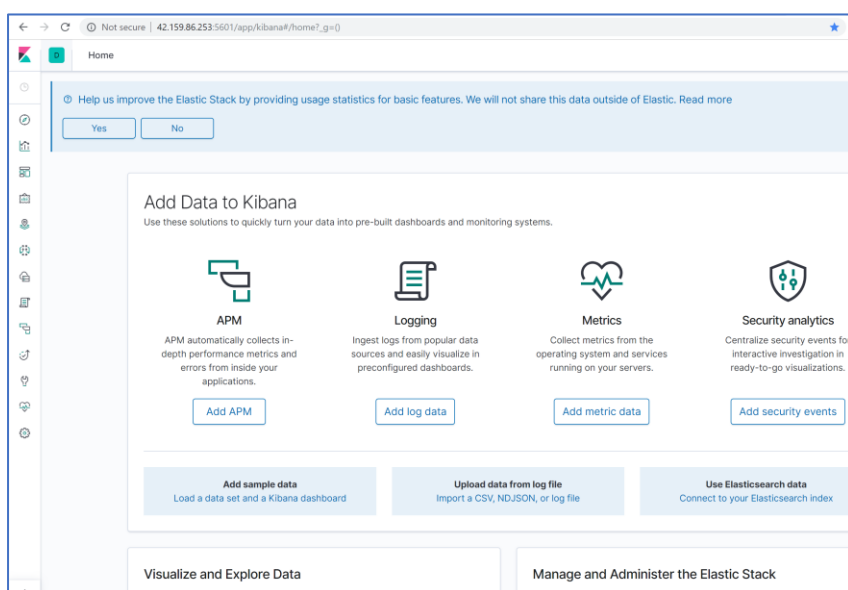 Not secure | 42.159.86.253:5601/app/kibana#/home?_g=()
D Home
Help us improve the Elastic Stack by providing usage statistics for basic features. We will not share this data outside of Elastic. Read more
Yes No
Add Data to Kibana
Use these solutions to quickly turn your data into pre-built dashboards and monitoring systems.
APM
APM automatically collects in-
depth performance metrics and
errors from inside your
applications.
Add APM
Logging
Ingest logs from popular data
sources and easily visualize in
preconfigured dashboards.
Add log data
Metrics
Collect metrics from the
operating system and services
running on your servers.
Add metric data
Security analytics
Centralize security events for
interactive investigation in
ready-to-go visualizations.
Add security events
Add sample data
Load a data set and a Kibana dashboard
Upload data from log file
Import a CSV, NDJSON, or log file
Use Elasticsearch data
Connect to your Elasticsearch index
Visualize and Explore Data
Manage and Administer the Elastic Stack